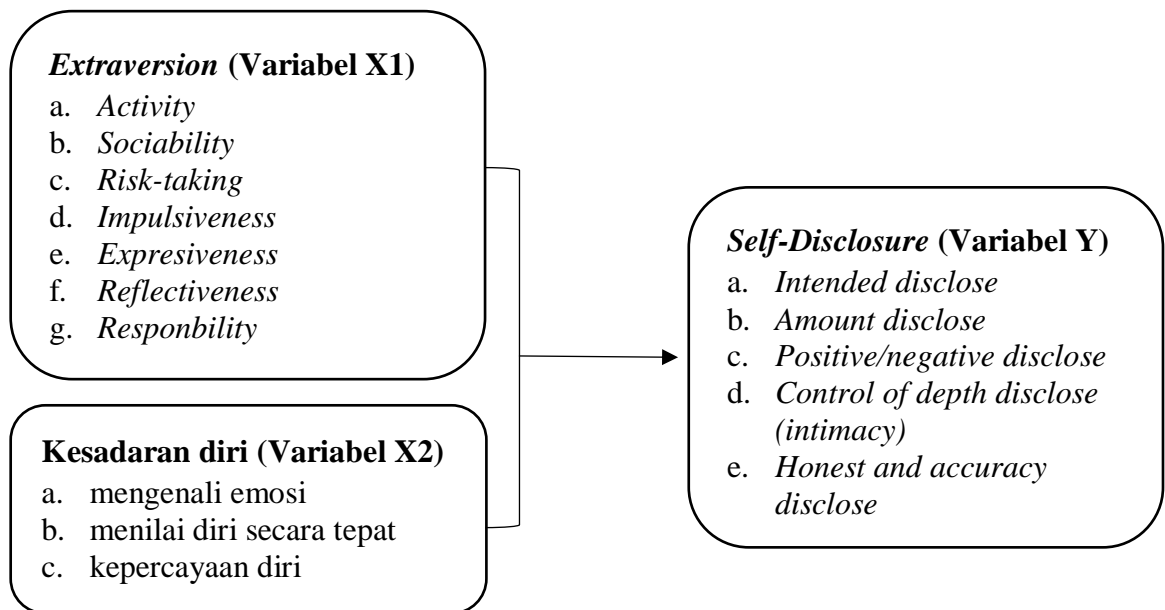 Extraversion (Variabel X1)
a. Activity
b. Sociability
c. Risk-taking
d. Impulsiveness
e. Expresiveness
f. Reflectiveness
g. Responbility
Kesadaran diri (Variabel X2)
a. mengenali emosi
b. menilai diri secara tepat
c. kepercayaan diri
Self-Disclosure (Variabel Y)
a. Intended disclose
b. Amount disclose
c. Positive/negative disclose
d. Control of depth disclose
(intimacy)
e. Honest and accuracy
disclose